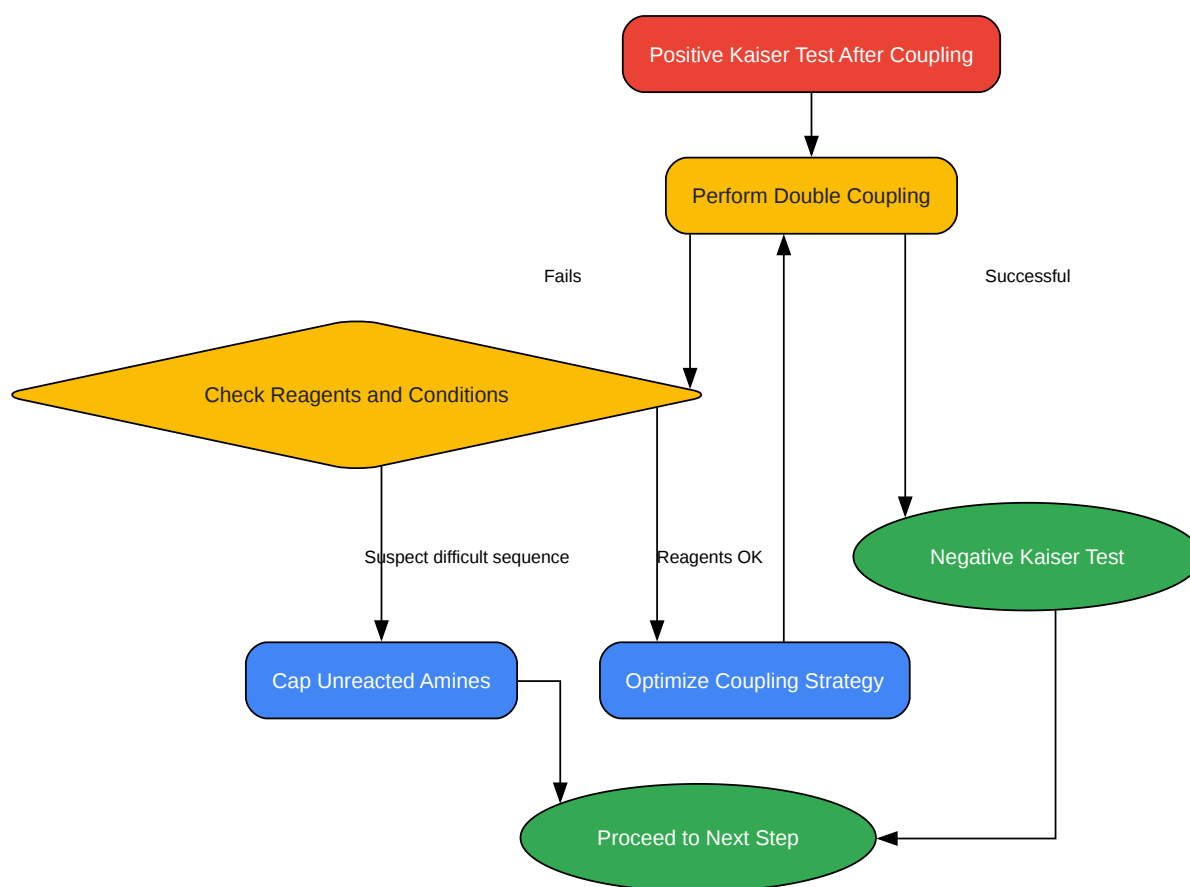 Positive Kaiser Test After Coupling
Perform Double Coupling
Fails
Successful
Check Reagents and Conditions
Suspect difficult sequence
Reagents OK
Negative Kaiser Test
Cap Unreacted Amines
Optimize Coupling Strategy
Proceed to Next Step